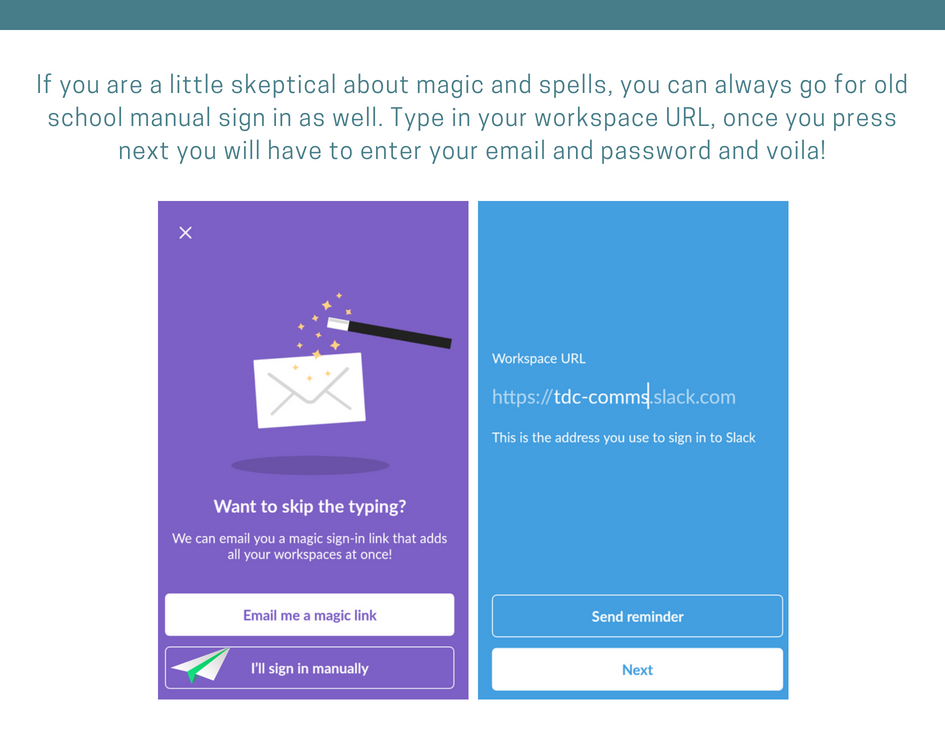 If you are a little skeptical about magic and spells, you can always go for old
school manual sign in as well. Type in your workspace URL, once you press
next you will have to enter your email and password and voila!
Want to skip the typing?
We can email you a magic sign-in link that adds
all your workspaces at once!
Email me a magic link
I'll sign in manually
Workspace URL
https://tdc-comms.slack.com
This is the address you use to sign in to Slack
Send reminder
Next